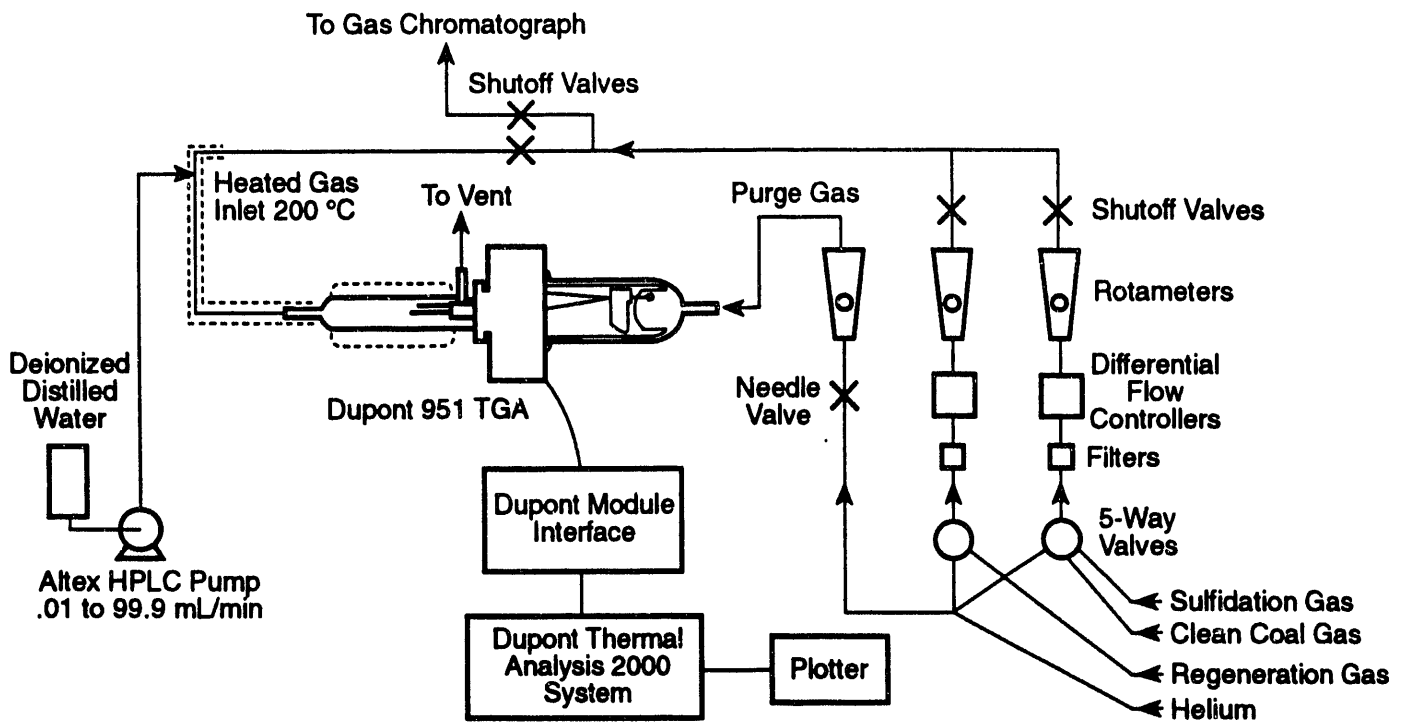 To Gas Chromatograph
Shutoff Valves
Heated Gas
Inlet 200 °C
To Vent
Purge Gas
Shutoff Valves
Rotameters
Deionized
Distilled
Water
Dupont 951 TGA
Needle
Valve
Differential
Flow
Controllers
Filters
Dupont Module
Interface
5-Way
Valves
Altex HPLC Pump
.01 to 99.9 mL/min
Sulfidation Gas
Clean Coal Gas
Regeneration Gas
Helium
Dupont Thermal
Analysis 2000
System
Plotter